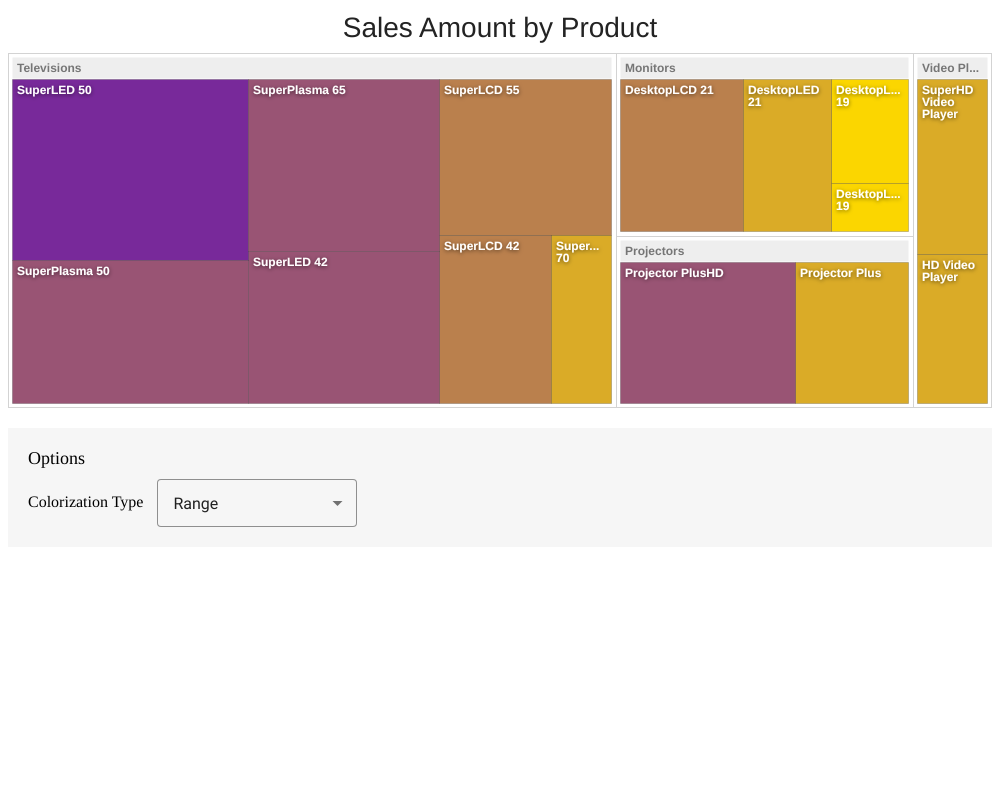 Sales Amount by Product
Televisions
SuperLED 50
SuperPlasma 50
SuperPlasma 65
SuperLED 42
SuperLCD 55
SuperLCD 42
Super...
70
Monitors
DesktopLCD 21
DesktopLED
21
DesktopL...
19
DesktopL...
19
Projectors
Projector PlusHD
Projector Plus
Video Pl...
SuperHD
Video
Player
HD Video
Player
Options
Colorization Type
Range